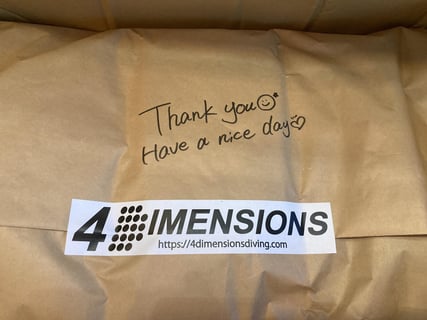 Thank you
Have a nice day
4DIMENSIONS
https://4dimensionsdiving.com